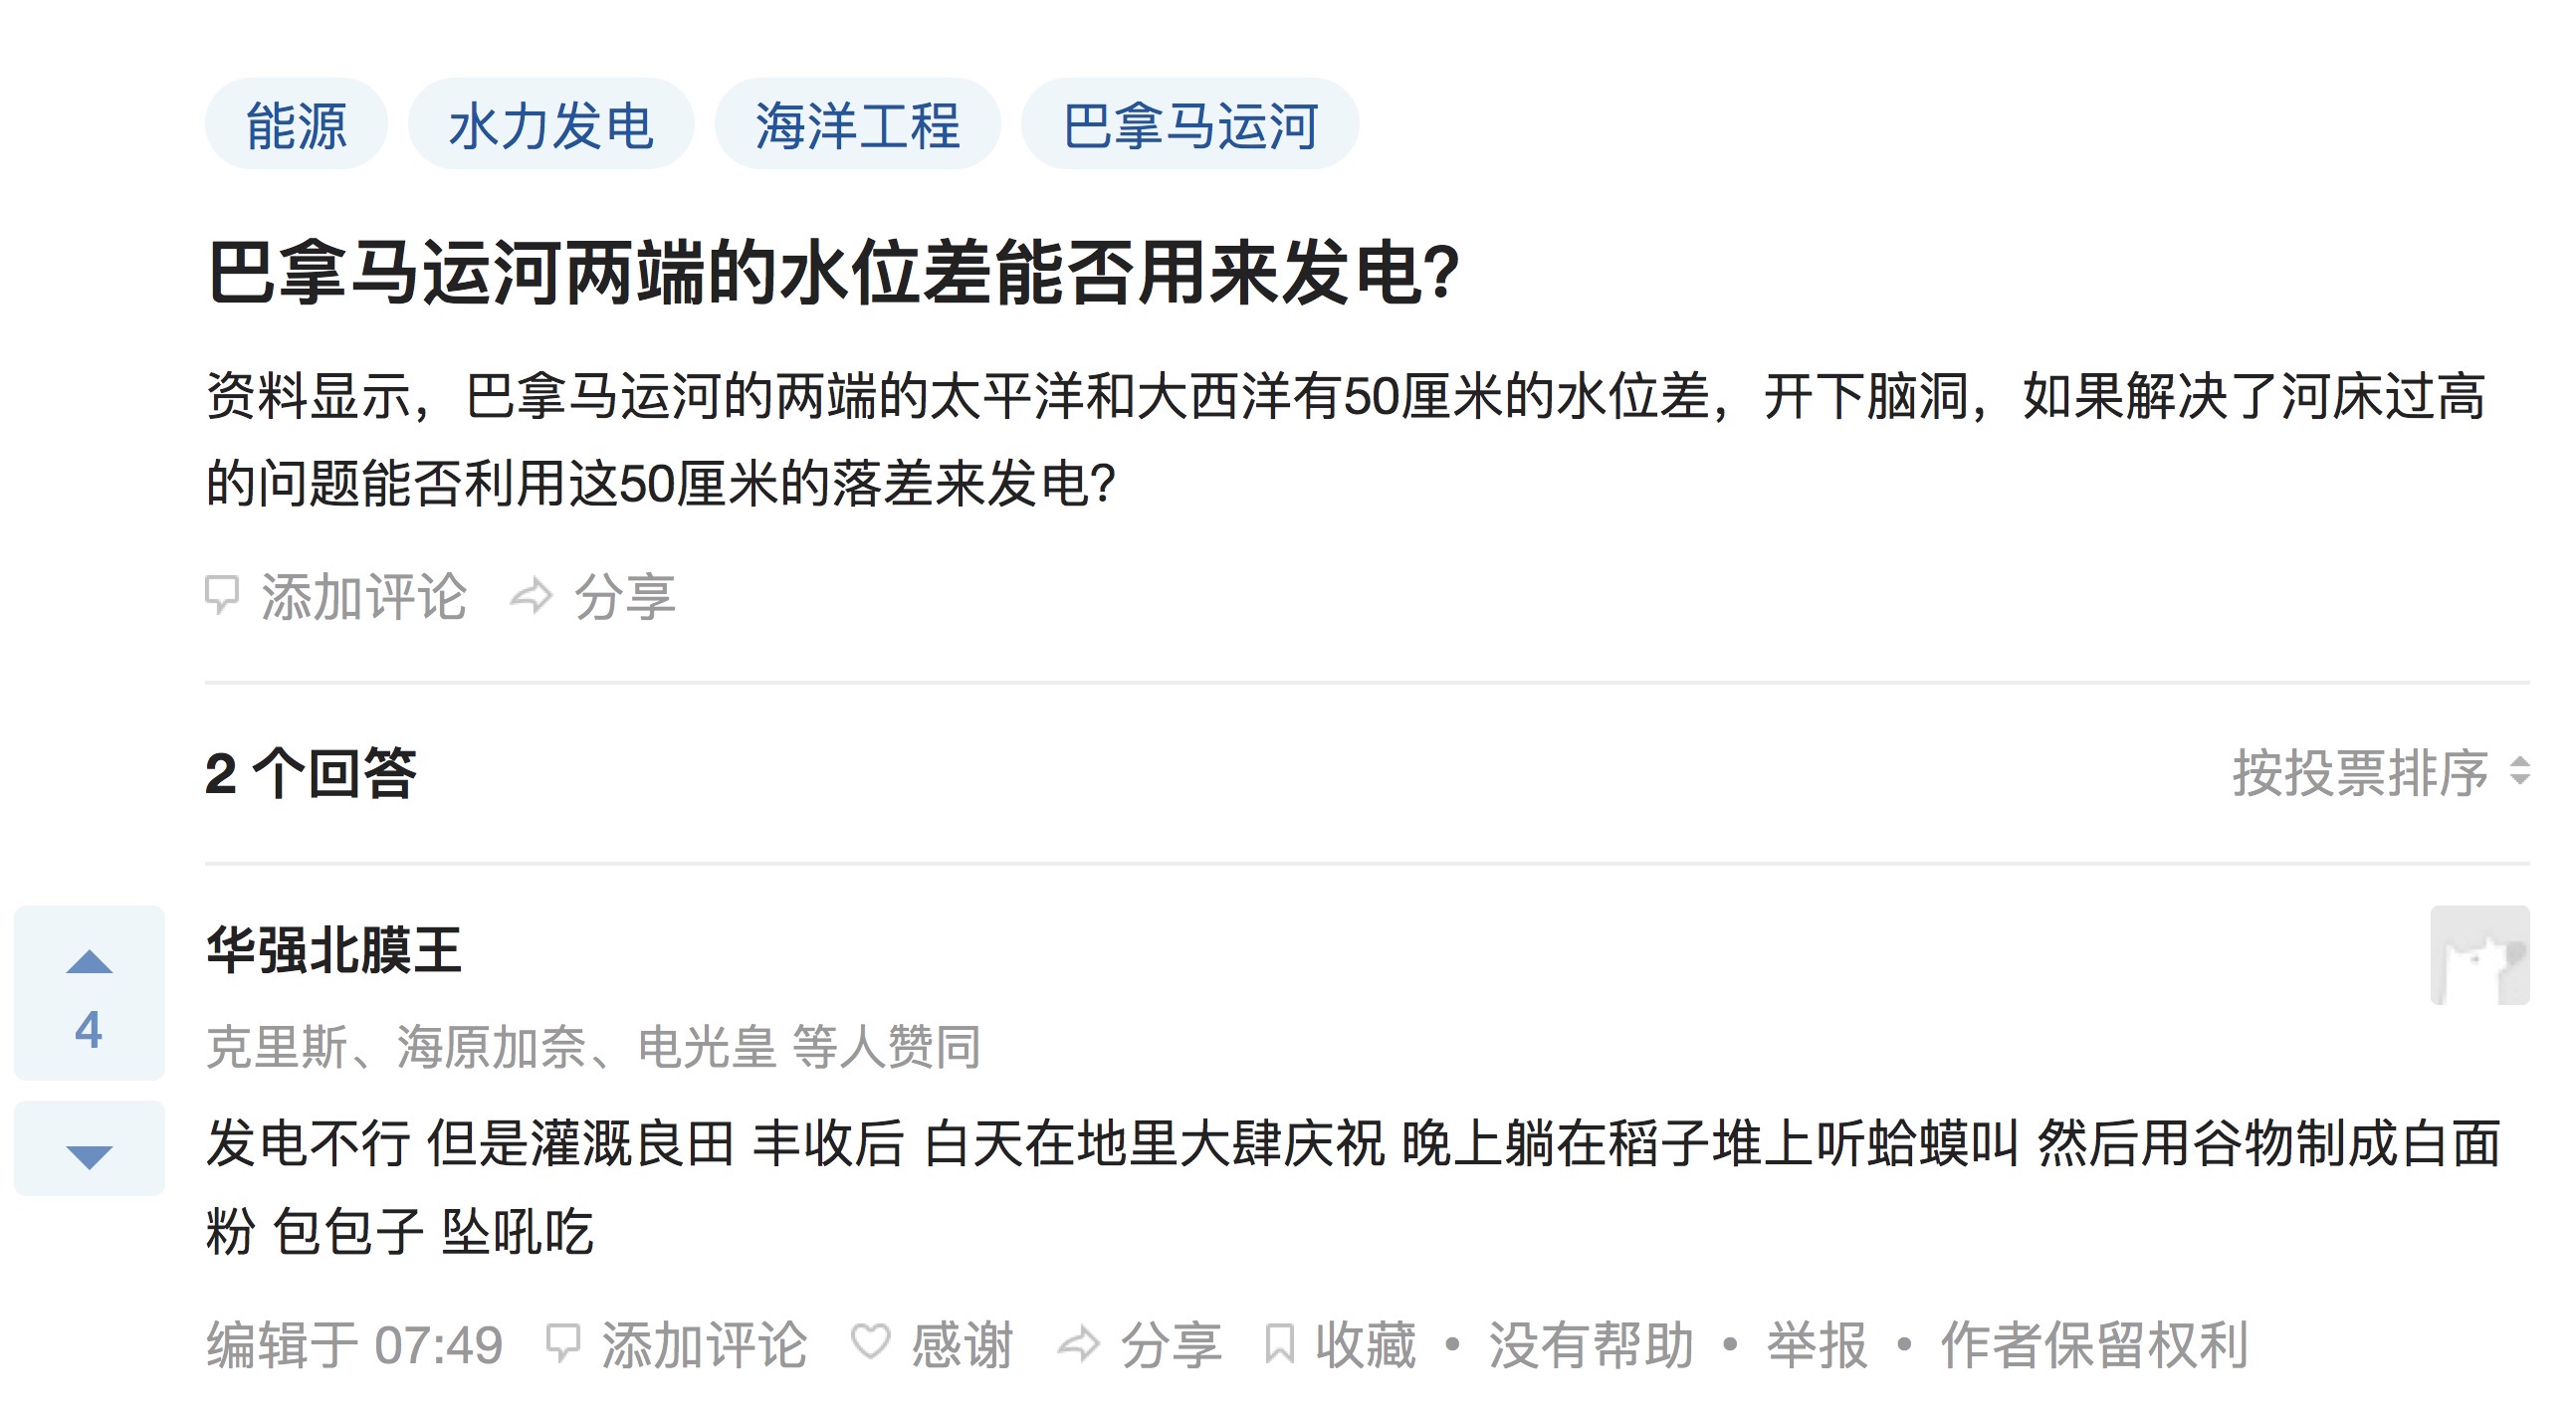 能源 水力发电 海洋工程 巴拿马运河
巴拿马运河两端的水位差能否用来发电?
资料显示，巴拿马运河的两端的太平洋和大西洋有50厘米的水位差，开下脑洞，如果解决了河床过高
的问题能否利用这50厘米的落差来发电?
添加评论 分享
2 个回答 按投票排序
华强北膜王
4
克里斯、海原加奈、电光皇 等人赞同
发电不行 但是灌溉良田 丰收后 白天在地里大肆庆祝 晚上躺在稻子堆上听蛤蟆叫 然后用谷物制成白面
粉 包包子 坠吼吃
编辑于 07:49 添加评论 感谢 分享 收藏 • 没有帮助 • 举报 • 作者保留权利